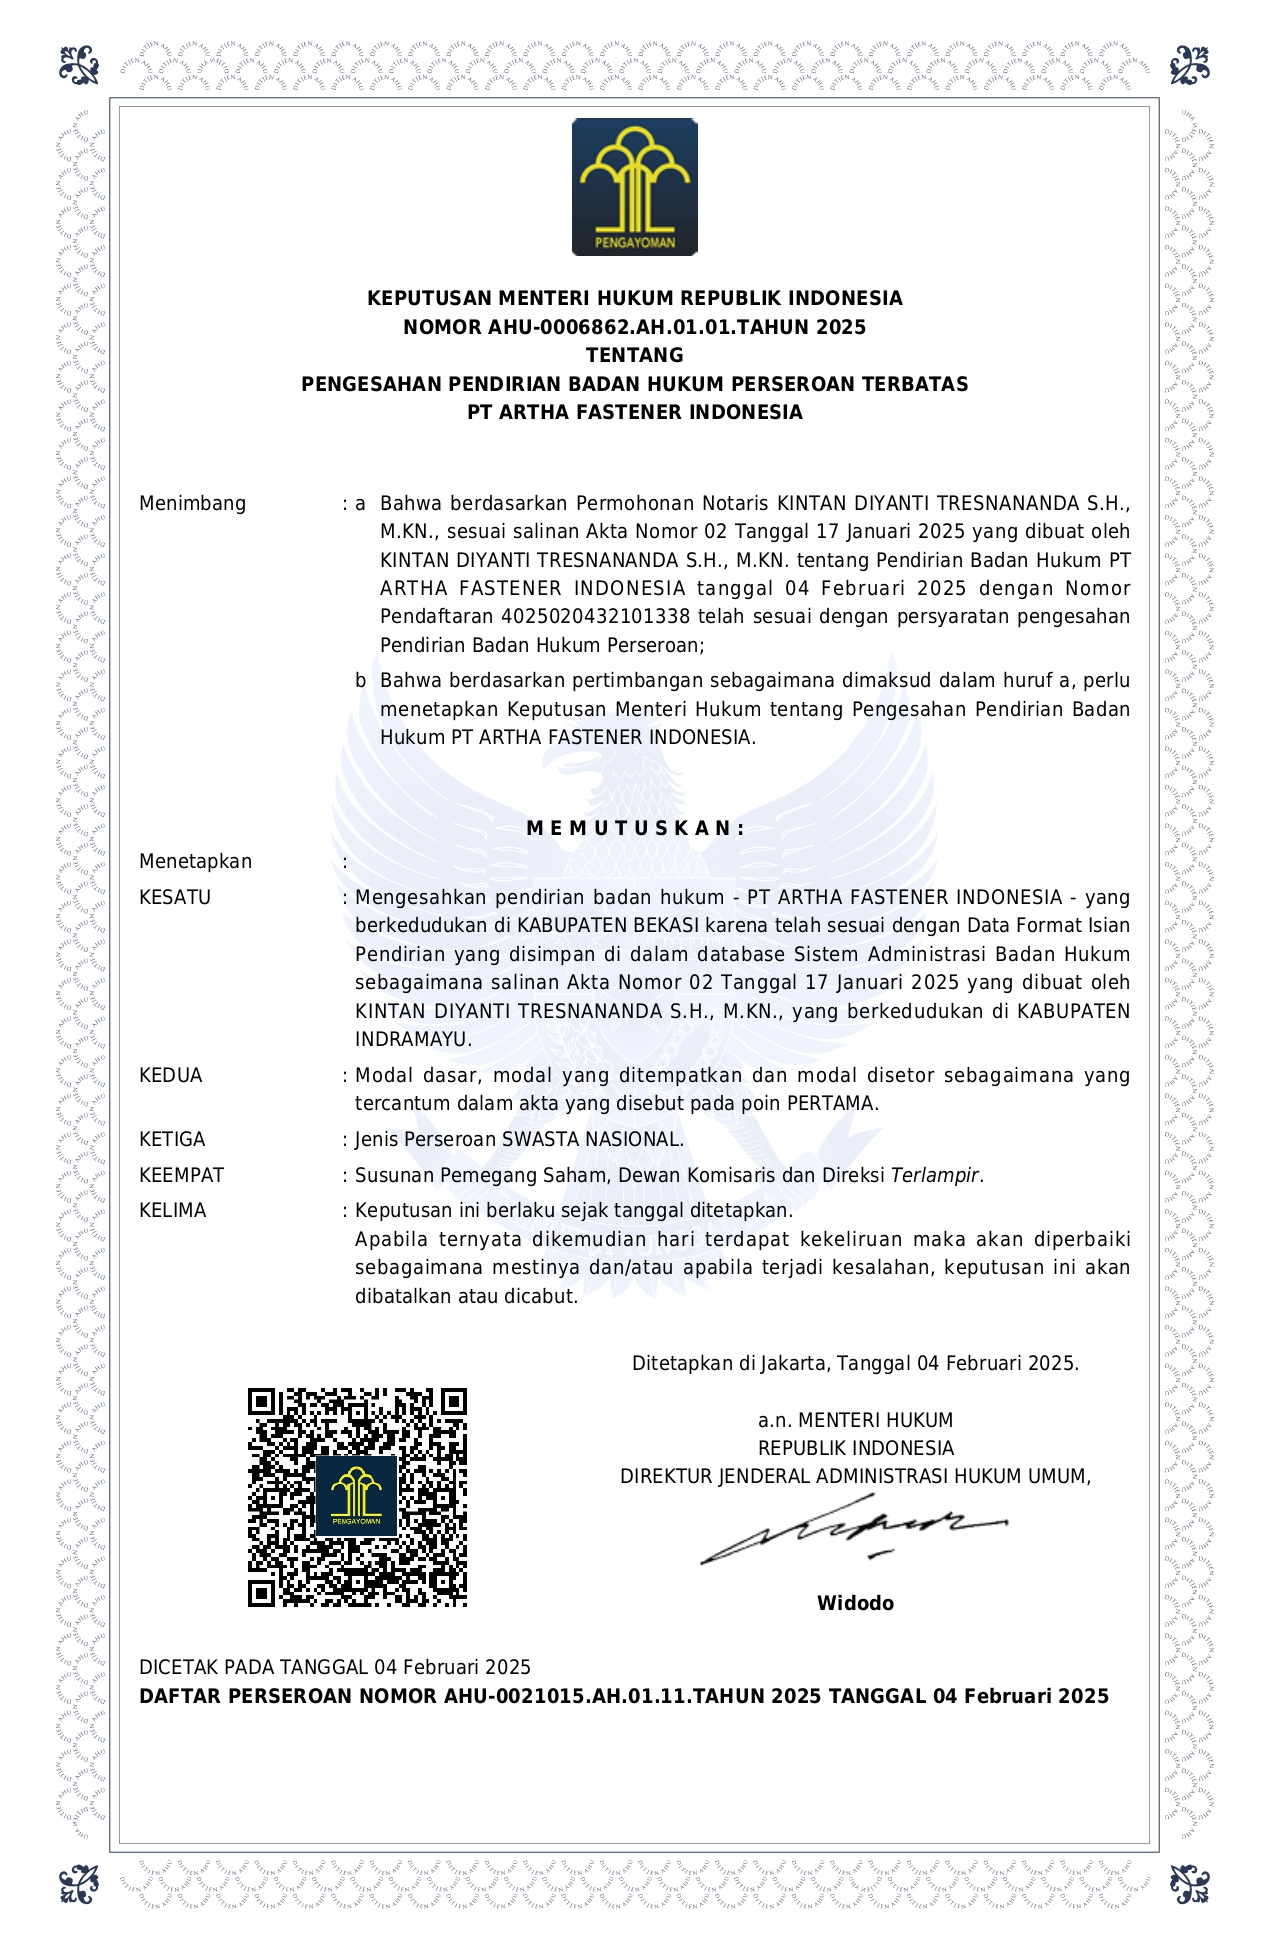 PENGAYOMAN
KEPUTUSAN MENTERI HUKUM REPUBLIK INDONESIA
NOMOR AHU-0006862.AH.01.01.TAHUN 2025
TENTANG
PENGESAHAN PENDIRIAN BADAN HUKUM PERSEROAN TERBATAS
PT ARTHA FASTENER INDONESIA
Menimbang : a Bahwa berdasarkan Permohonan Notaris KINTAN DIYANTI TRESNANANDA S.H.,
M.KN., sesuai salinan Akta Nomor 02 Tanggal 17 Januari 2025 yang dibuat oleh
KINTAN DIYANTI TRESNANANDA S.H., M.KN. tentang Pendirian Badan Hukum PT
ARTHA FASTENER INDONESIA tanggal 04 Februari 2025 dengan Nomor
Pendaftaran 4025020432101338 telah sesuai dengan persyaratan pengesahan
Pendirian Badan Hukum Perseroan;
b Bahwa berdasarkan pertimbangan sebagaimana dimaksud dalam huruf a, perlu
menetapkan Keputusan Menteri Hukum tentang Pengesahan Pendirian Badan
Hukum PT ARTHA FASTENER INDONESIA.
M E M U T U S K A N :
Menetapkan :
KESATU : Mengesahkan pendirian badan hukum - PT ARTHA FASTENER INDONESIA - yang
berkedudukan di KABUPATEN BEKASI karena telah sesuai dengan Data Format Isian
Pendirian yang disimpan di dalam database Sistem Administrasi Badan Hukum
sebagaimana salinan Akta Nomor 02 Tanggal 17 Januari 2025 yang dibuat oleh
KINTAN DIYANTI TRESNANANDA S.H., M.KN., yang berkedudukan di KABUPATEN
INDRAMAYU.
KEDUA : Modal dasar, modal yang ditempatkan dan modal disetor sebagaimana yang
tercantum dalam akta yang disebut pada poin PERTAMA.
KETIGA : Jenis Perseroan SWASTA NASIONAL.
KEEMPAT : Susunan Pemegang Saham, Dewan Komisaris dan Direksi Terlampir.
KELIMA : Keputusan ini berlaku sejak tanggal ditetapkan.
Apabila ternyata dikemudian hari terdapat kekeliruan maka akan diperbaiki
sebagaimana mestinya dan/atau apabila terjadi kesalahan, keputusan ini akan
dibatalkan atau dicabut.
Ditetapkan di Jakarta, Tanggal 04 Februari 2025.
a.n. MENTERI HUKUM
REPUBLIK INDONESIA
DIREKTUR JENDERAL ADMINISTRASI HUKUM UMUM,
PENGAYOMAN
Widodo
DICETAK PADA TANGGAL 04 Februari 2025
DAFTAR PERSEROAN NOMOR AHU-0021015.AH.01.11.TAHUN 2025 TANGGAL 04 Februari 2025